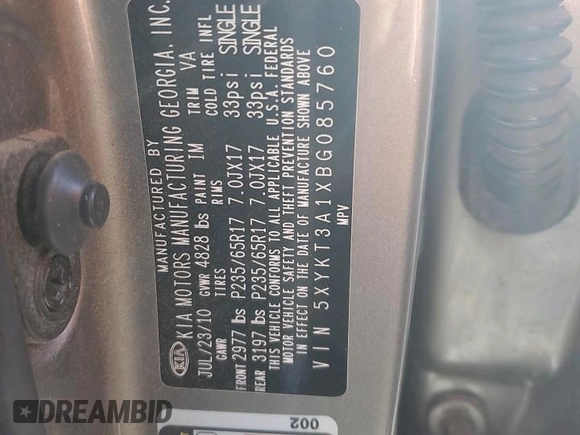 MANUFACTURED BY
KIA KIA MOTORS MANUFACTURING GEORGIA, INC.
JUL/23/10 GVWR 4828 lbs PAINT IM TRIM VA
GAWR TIRES RIMS COLD TIRE INFL
FRONT 2977 lbs P235/65R17 7.0JX17 33psi SINGLE
REAR 3197 lbs P235/65R17 7.0JX17 33psi SINGLE
THIS VEHICLE CONFORMS TO ALL APPLICABLE U.S.A. FEDERAL
MOTOR VEHICLE SAFETY AND THEFT PREVENTION STANDARDS
IN EFFECT ON THE DATE OF MANUFACTURE SHOWN ABOVE
VIN 5XYKT3A1XBG085760
MPV
002
DREAMBID